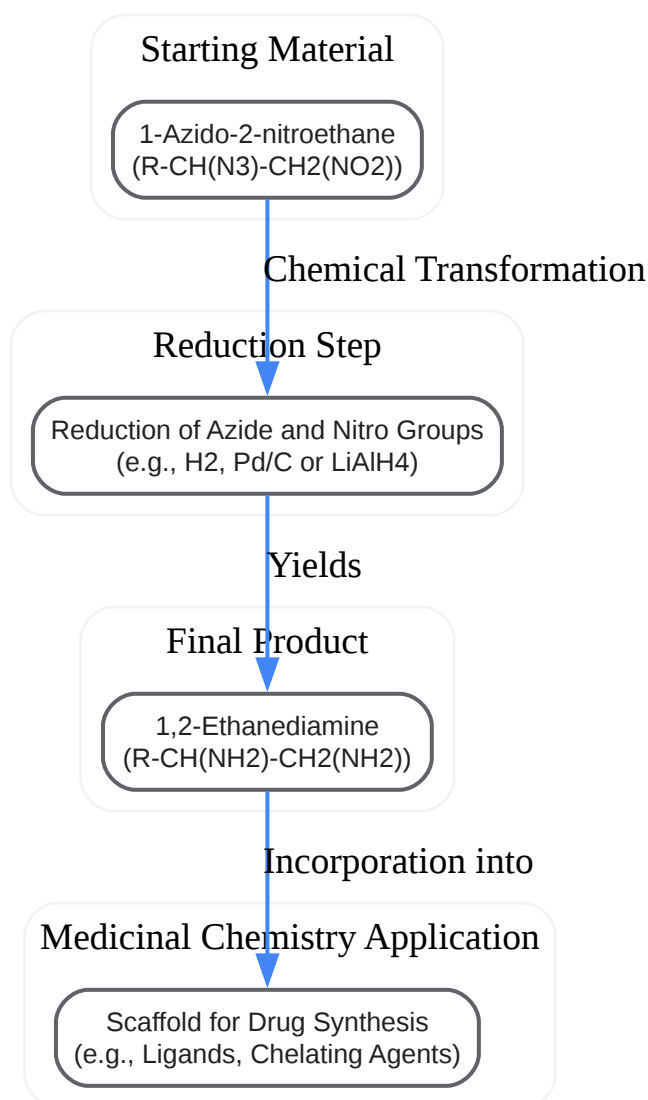 Starting Material
1-Azido-2-nitroethane
(R-CH(N3)-CH2(NO2))
Chemical Transformation
Reduction Step
Reduction of Azide and Nitro Groups
(e.g., H2, Pd/C or LiAlH4)
Yields
Final Product
1,2-Ethanediamine
(R-CH(NH2)-CH2(NH2))
Incorporation into
Medicinal Chemistry Application
Scaffold for Drug Synthesis
(e.g., Ligands, Chelating Agents)